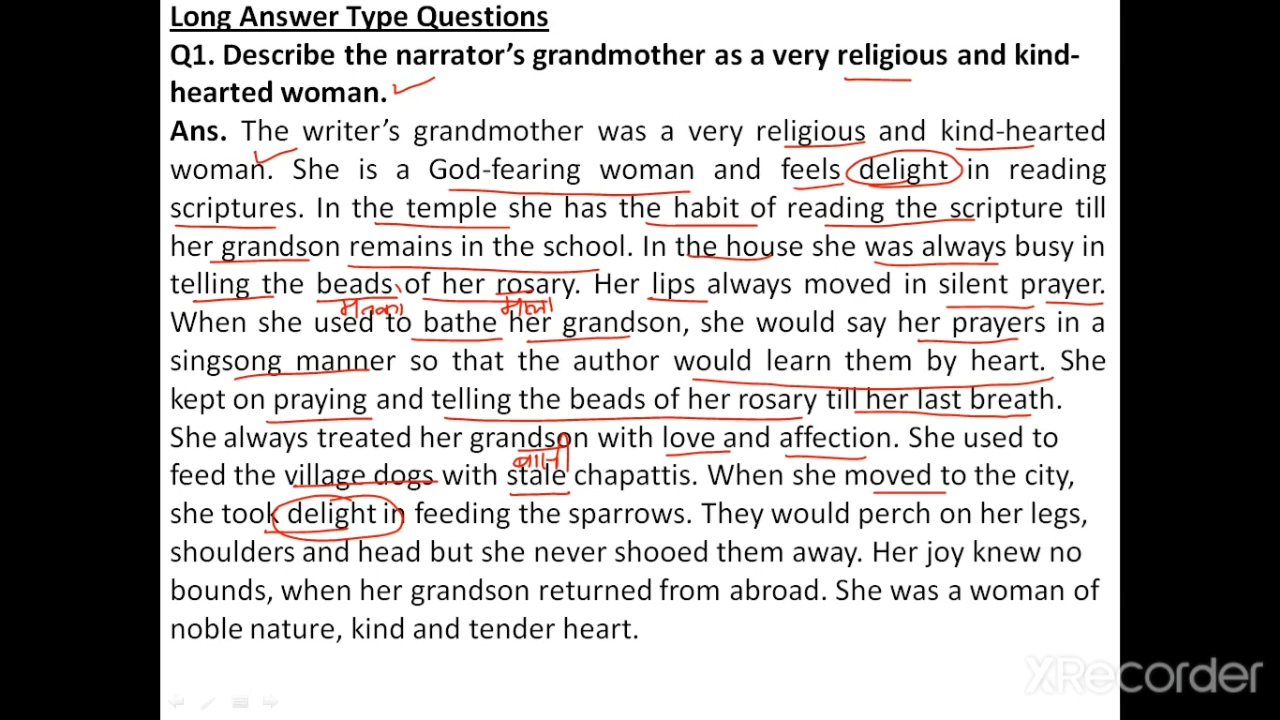 Long Answer Type Questions
Q1. Describe the narrator's grandmother as a very religious and kind-
hearted woman.
Ans. The writer's grandmother was a very religious and kind-hearted
woman. She is a God-fearing woman and feels delight in reading
scriptures. In the temple she has the habit of reading the scripture till
her grandson remains in the school. In the house she was always busy in
telling the beads of her rosary. Her lips always moved in silent prayer.
मनका माला
When she used to bathe her grandson, she would say her prayers in a
singsong manner so that the author would learn them by heart. She
kept on praying and telling the beads of her rosary till her last breath.
She always treated her grandson with love and affection. She used to
बासी
feed the village dogs with stale chapattis. When she moved to the city,
she took delight in feeding the sparrows. They would perch on her legs,
shoulders and head but she never shooed them away. Her joy knew no
bounds, when her grandson returned from abroad. She was a woman of
noble nature, kind and tender heart.
XRecorder